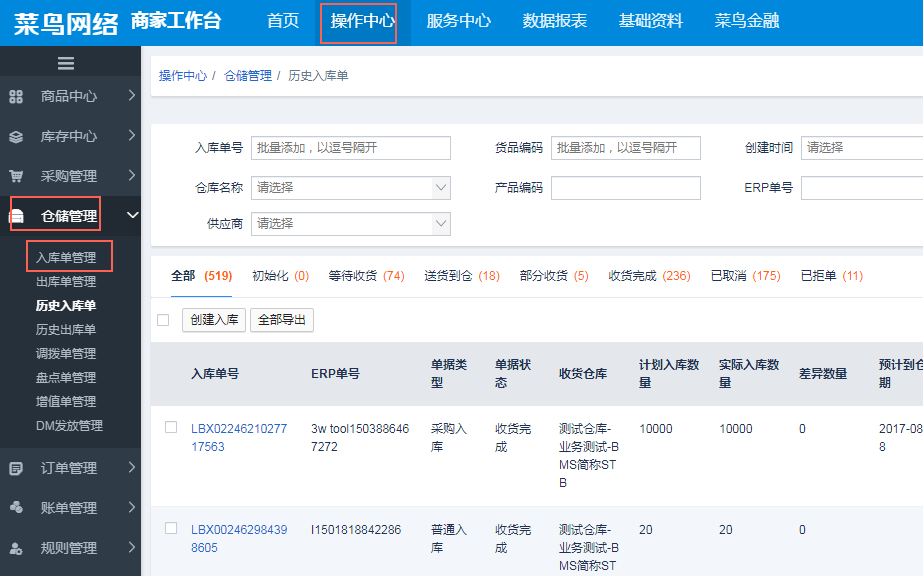 菜鸟网络 商家工作台 首页 操作中心 服务中心 数据报表 基础资料 菜鸟金融
商品中心
库存中心
采购管理
仓储管理
入库单管理
出库单管理
历史入库单
历史出库单
调拨单管理
盘点单管理
增值单管理
DM发放管理
订单管理
账单管理
规则管理
操作中心 / 仓储管理 / 历史入库单
入库单号 批量添加，以逗号隔开 货品编码 批量添加，以逗号隔开 创建时间 请选择
仓库名称 请选择 产品编码 ERP单号
供应商 请选择
全部 (519) 初始化 (0) 等待收货 (74) 送货到仓 (18) 部分收货 (5) 收货完成 (236) 已取消 (175) 已拒单 (11)
创建入库 全部导出
入库单号 ERP单号 单据类型 单据状态 收货仓库 计划入库数量 实际入库数量 差异数量 预计到仓期
LBX0224621027717563 3w tool1503886467272 采购入库 收货完成 测试仓库-业务测试-BMS简称STB 10000 10000 0 2017-088
LBX002462984398605 I1501818842286 普通入库 收货完成 测试仓库-业务测试-BMS简称ST 20 20 0